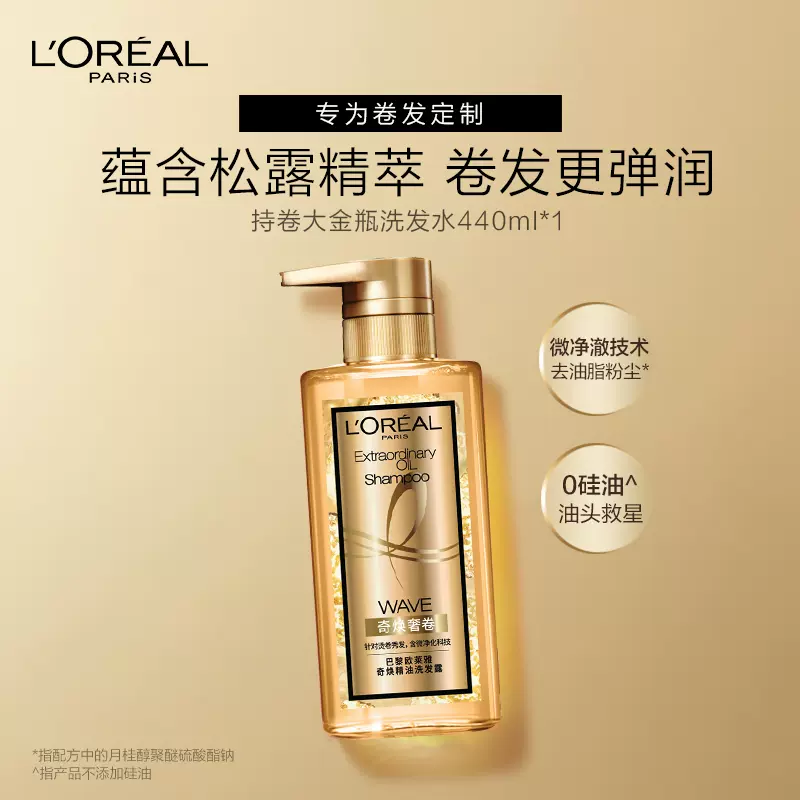 L'ORÉAL
PARIS
专为卷发定制
蕴含松露精萃 卷发更弹润
持卷大金瓶洗发水440ml*1
微净澈技术
去油脂粉尘*
0硅油^
油头救星
L'ORÉAL
PARIS
Extraordinary
OIL
Shampoo
WAVE
奇焕奢卷
针对烫卷秀发，含微净化科技
巴黎欧莱雅
奇焕精油洗发露
*指配方中的月桂醇聚醚硫酸酯钠
^指产品不添加硅油